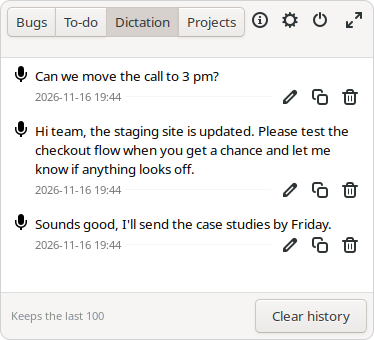 Bugs To-do Dictation Projects
Can we move the call to 3 pm?
2026-11-16 19:44
Hi team, the staging site is updated. Please test the
checkout flow when you get a chance and let me
know if anything looks off.
2026-11-16 19:44
Sounds good, I'll send the case studies by Friday.
2026-11-16 19:44
Keeps the last 100 Clear history